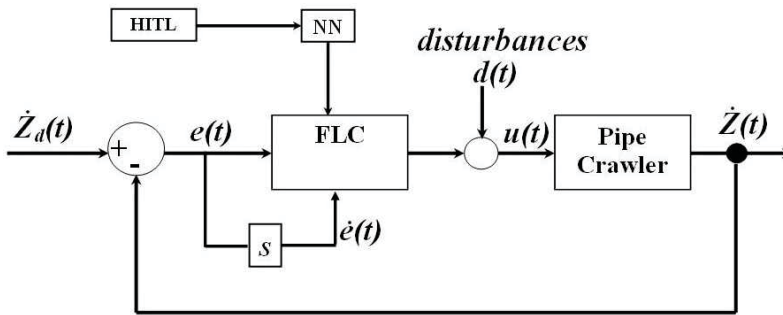 HITL
NN
disturbances
d(t)
Ż_d(t)
+
-
e(t)
FLC
u(t)
Pipe
Crawler
Ż(t)
S
ė(t)